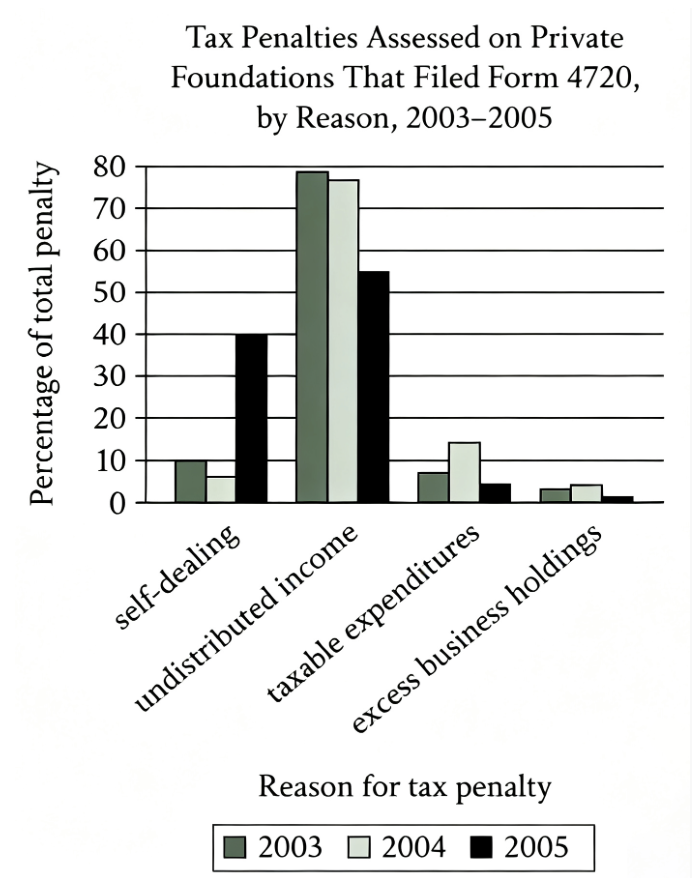 Tax Penalties Assessed on Private
Foundations That Filed Form 4720,
by Reason, 2003–2005
Percentage of total penalty
80
70
60
50
40
30
20
10
0
self-dealing
undistributed income
taxable expenditures
excess business holdings
Reason for tax penalty
2003 2004 2005